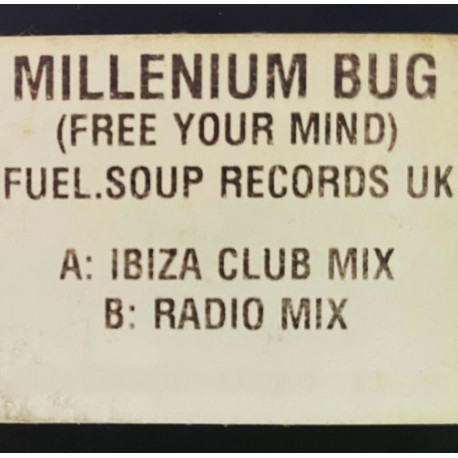 MILLENIUM BUG
(FREE YOUR MIND)
FUEL.SOUP RECORDS UK
A: IBIZA CLUB MIX
B: RADIO MIX